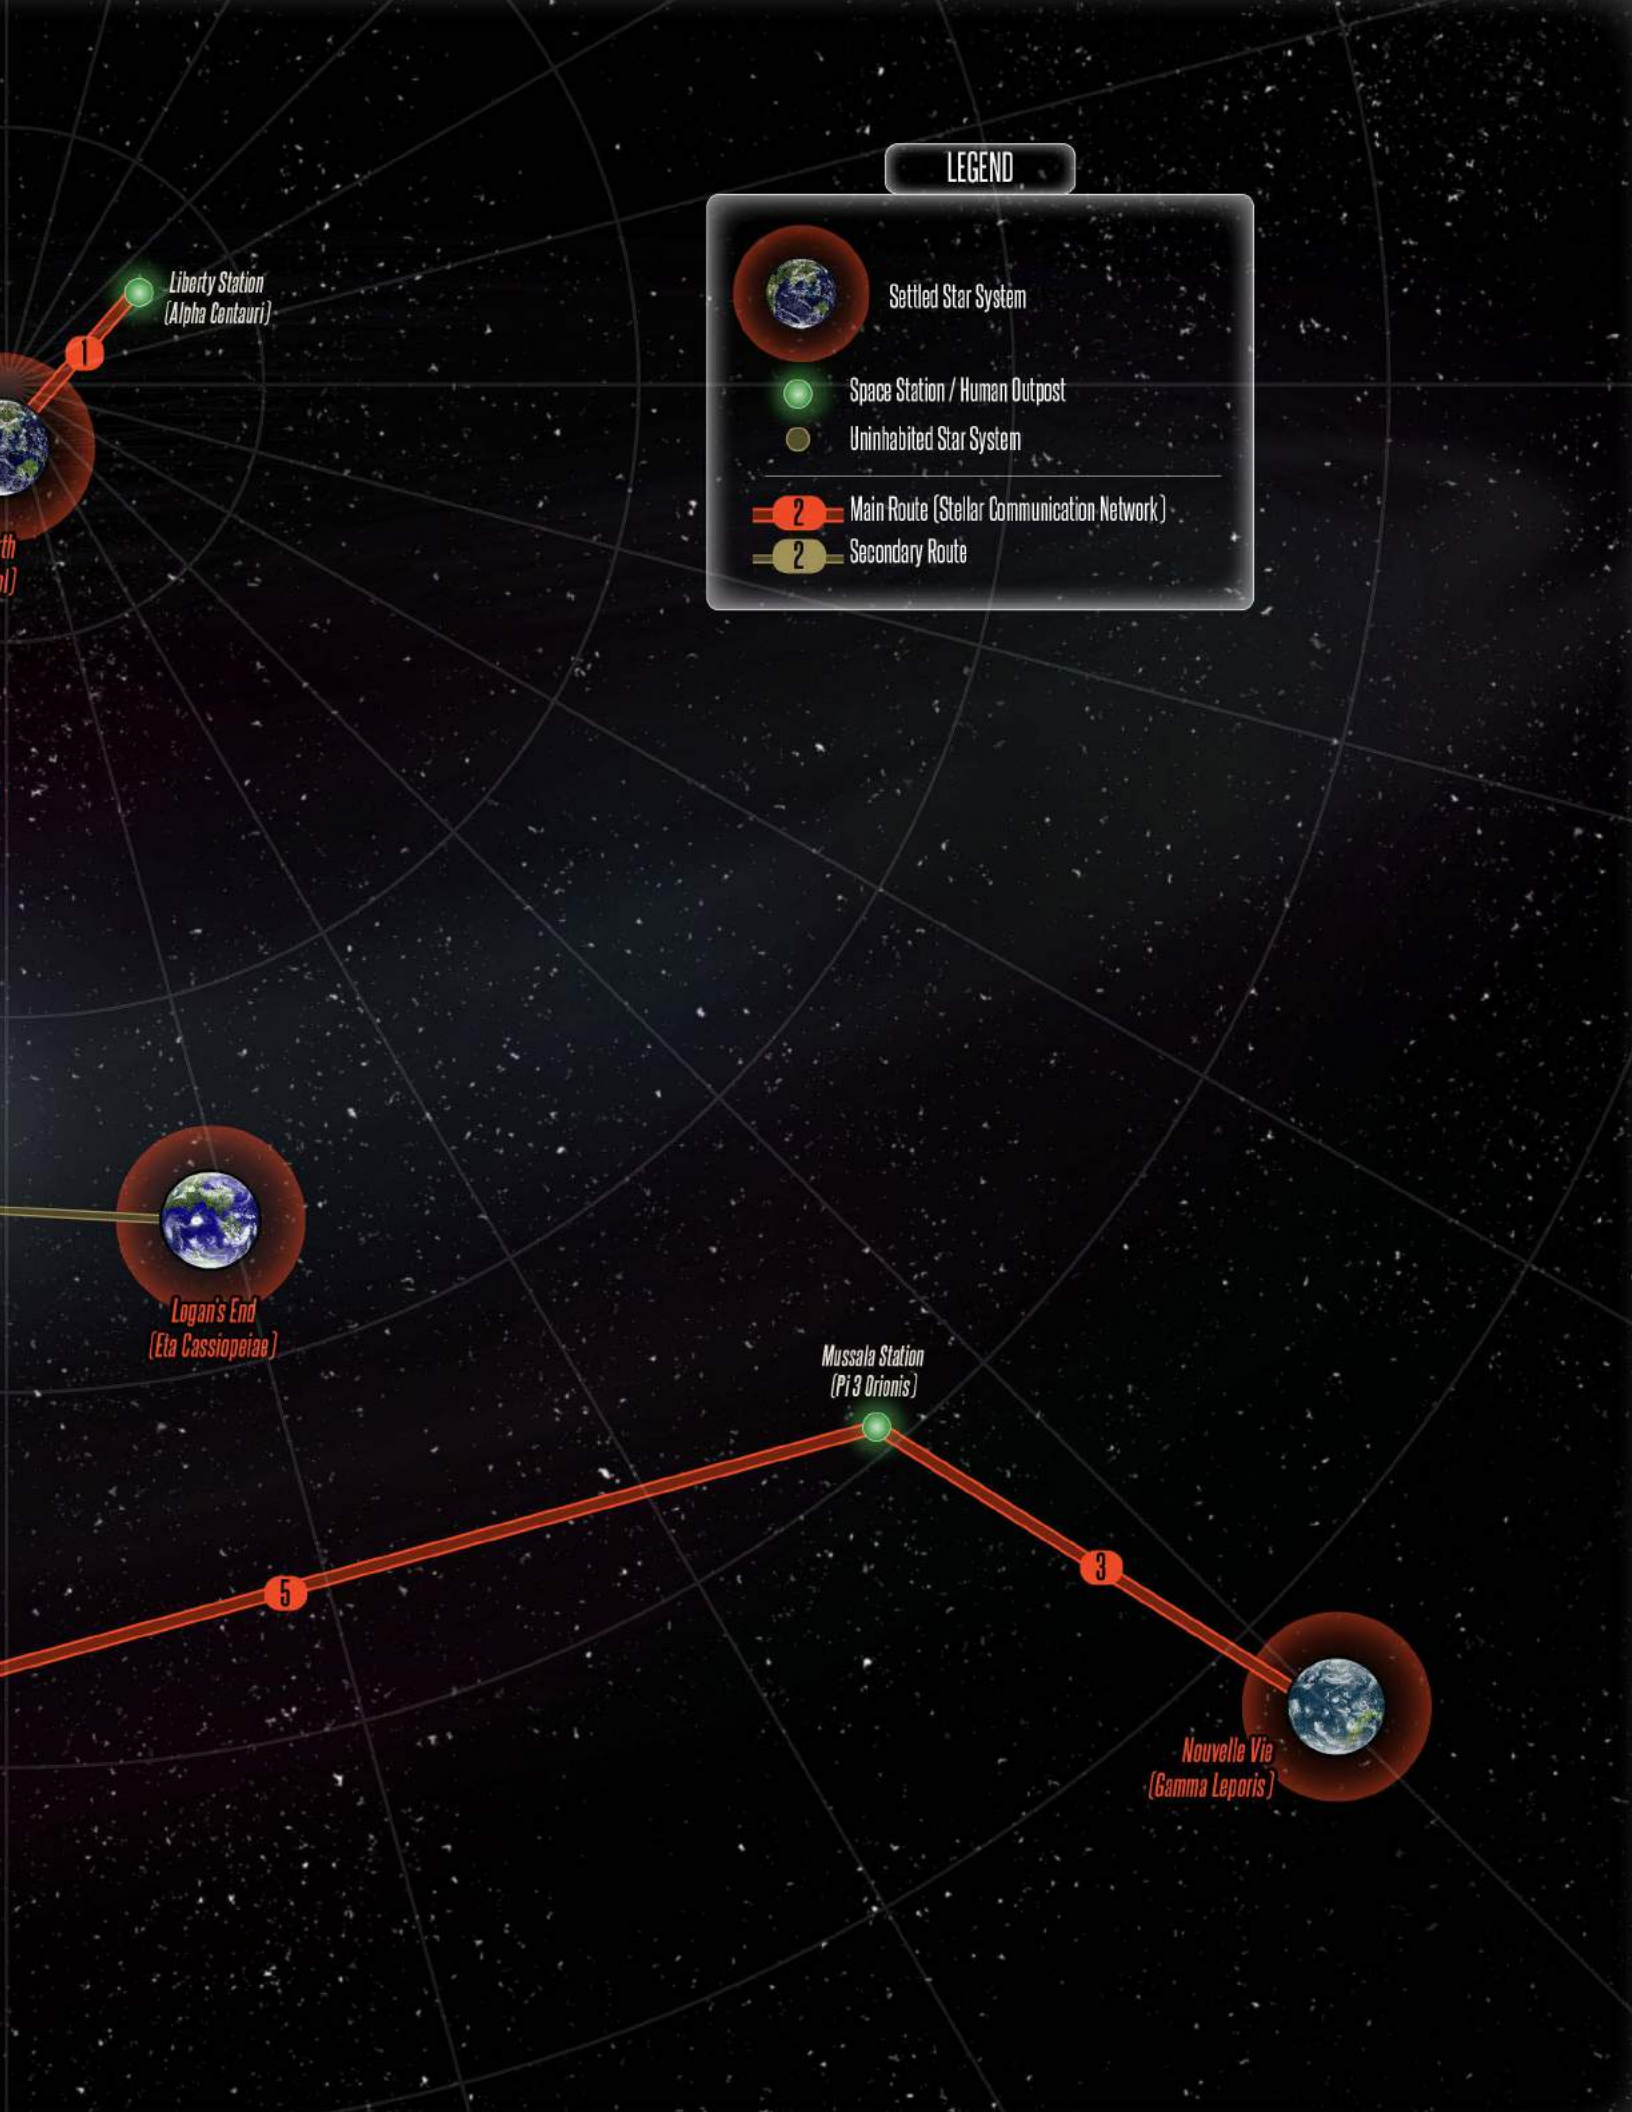 LEGEND
Settled Star System
Space Station / Human Outpost
Uninhabited Star System
2 Main Route (Stellar Communication Network)
2 Secondary Route
Liberty Station
(Alpha Centauri)
1
th
ol)
Logan's End
(Eta Cassiopeiae)
Mussala Station
(Pi 3 Orionis)
5
3
Nouvelle Vie
(Gamma Leporis)